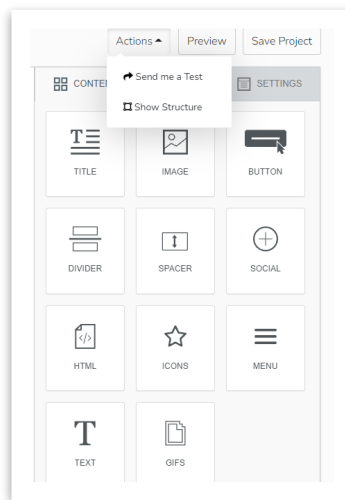 Actions Preview Save Project
CONTE SETTINGS
Send me a Test
Show Structure
TITLE IMAGE BUTTON
DIVIDER SPACER SOCIAL
HTML ICONS MENU
TEXT GIFS